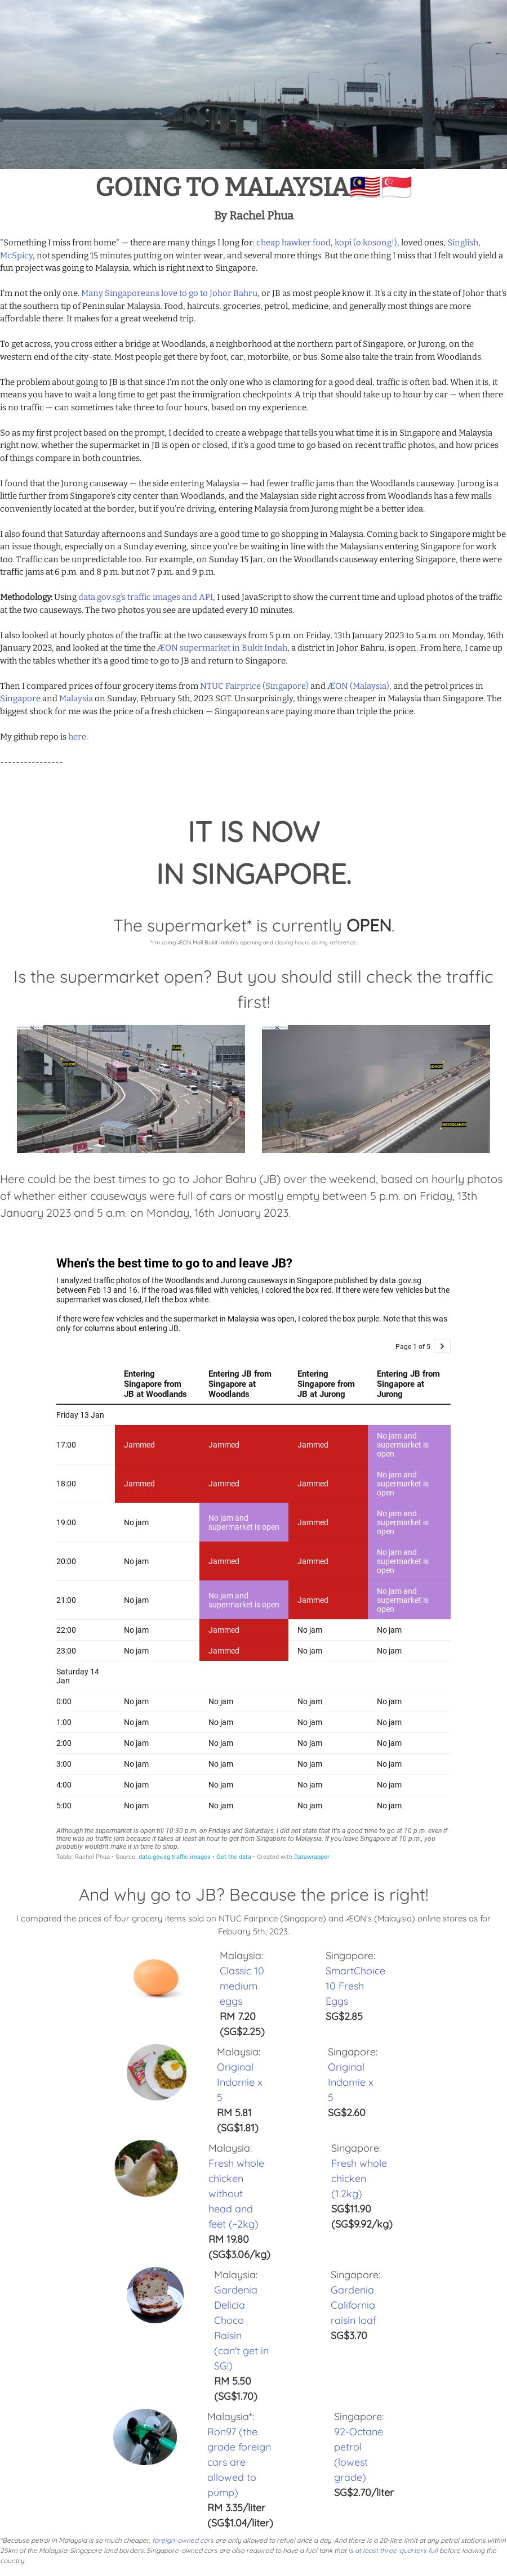 GOING TO MALAYSIA🇲🇾🇸🇬
By Rachel Phua
"Something I miss from home" — there are many things I long for: cheap hawker food, kopi (o kosong!), loved ones, Singlish,
McSpicy, not spending 15 minutes putting on winter wear, and several more things. But the one thing I miss that I felt would yield a
fun project was going to Malaysia, which is right next to Singapore.
I'm not the only one. Many Singaporeans love to go to Johor Bahru, or JB as most people know it. It's a city in the state of Johor that's
at the southern tip of Peninsular Malaysia. Food, haircuts, groceries, petrol, medicine, and generally most things are more
affordable there. It makes for a great weekend trip.
To get across, you cross either a bridge at Woodlands, a neighborhood at the northern part of Singapore, or Jurong, on the
western end of the city-state. Most people get there by foot, car, motorbike, or bus. Some also take the train from Woodlands.
The problem about going to JB is that since I'm not the only one who is clamoring for a good deal, traffic is often bad. When it is, it
means you have to wait a long time to get past the immigration checkpoints. A trip that should take up to hour by car — when there
is no traffic — can sometimes take three to four hours, based on my experience.
So as my first project based on the prompt, I decided to create a webpage that tells you what time it is in Singapore and Malaysia
right now, whether the supermarket in JB is open or closed, if it's a good time to go based on recent traffic photos, and how prices
of things compare in both countries.
I found that the Jurong causeway — the side entering Malaysia — had fewer traffic jams than the Woodlands causeway. Jurong is a
little further from Singapore's city center than Woodlands, and the Malaysian side right across from Woodlands has a few malls
conveniently located at the border, but if you're driving, entering Malaysia from Jurong might be a better idea.
I also found that Saturday afternoons and Sundays are a good time to go shopping in Malaysia. Coming back to Singapore might be
an issue though, especially on a Sunday evening, since you're be waiting in line with the Malaysians entering Singapore for work
too. Traffic can be unpredictable too. For example, on Sunday 15 Jan, on the Woodlands causeway entering Singapore, there were
traffic jams at 6 p.m. and 8 p.m. but not 7 p.m. and 9 p.m.
Methodology: Using data.gov.sg's traffic images and API, I used JavaScript to show the current time and upload photos of the traffic
at the two causeways. The two photos you see are updated every 10 minutes.
I also looked at hourly photos of the traffic at the two causeways from 5 p.m. on Friday, 13th January 2023 to 5 a.m. on Monday, 16th
January 2023, and looked at the time the ÆON supermarket in Bukit Indah, a district in Johor Bahru, is open. From here, I came up
with the tables whether it's a good time to go to JB and return to Singapore.
Then I compared prices of four grocery items from NTUC Fairprice (Singapore) and ÆON (Malaysia), and the petrol prices in
Singapore and Malaysia on Sunday, February 5th, 2023 SGT. Unsurprisingly, things were cheaper in Malaysia than Singapore. The
biggest shock for me was the price of a fresh chicken — Singaporeans are paying more than triple the price.
My github repo is here.
----------------
IT IS NOW
IN SINGAPORE.
The supermarket* is currently OPEN.
*I'm using ÆON Mall Bukit Indah's opening and closing hours as my reference.
Is the supermarket open? But you should still check the traffic
first!
JOHOR
JOHOR
WOODLANDS
Here could be the best times to go to Johor Bahru (JB) over the weekend, based on hourly photos
of whether either causeways were full of cars or mostly empty between 5 p.m. on Friday, 13th
January 2023 and 5 a.m. on Monday, 16th January 2023.
When's the best time to go to and leave JB?
I analyzed traffic photos of the Woodlands and Jurong causeways in Singapore published by data.gov.sg
between Feb 13 and 16. If the road was filled with vehicles, I colored the box red. If there were few vehicles but the
supermarket was closed, I left the box white.
If there were few vehicles and the supermarket in Malaysia was open, I colored the box purple. Note that this was
only for columns about entering JB.
Page 1 of 5 >
Entering Singapore from JB at Woodlands
Entering JB from Singapore at Woodlands
Entering Singapore from JB at Jurong
Entering JB from Singapore at Jurong
Friday 13 Jan
17:00 Jammed Jammed Jammed No jam and supermarket is open
18:00 Jammed Jammed Jammed No jam and supermarket is open
19:00 No jam No jam and supermarket is open Jammed No jam and supermarket is open
20:00 No jam Jammed Jammed No jam and supermarket is open
21:00 No jam No jam and supermarket is open Jammed No jam and supermarket is open
22:00 No jam Jammed No jam No jam
23:00 No jam Jammed No jam No jam
Saturday 14 Jan
0:00 No jam No jam No jam No jam
1:00 No jam No jam No jam No jam
2:00 No jam No jam No jam No jam
3:00 No jam No jam No jam No jam
4:00 No jam No jam No jam No jam
5:00 No jam No jam No jam No jam
Although the supermarket is open till 10:30 p.m. on Fridays and Saturdays, I did not state that it's a good time to go at 10 p.m. even if
there was no traffic jam because it takes at least an hour to get from Singapore to Malaysia. If you leave Singapore at 10 p.m., you
probably wouldn't make it in time to shop.
Table: Rachel Phua • Source: data.gov.sg traffic images • Get the data • Created with Datawrapper
And why go to JB? Because the price is right!
I compared the prices of four grocery items sold on NTUC Fairprice (Singapore) and ÆON's (Malaysia) online stores as for
Febuary 5th, 2023.
Malaysia:
Classic 10
medium
eggs
RM 7.20
(SG$2.25)
Singapore:
SmartChoice
10 Fresh
Eggs
SG$2.85
Malaysia:
Original
Indomie x
5
RM 5.81
(SG$1.81)
Singapore:
Original
Indomie x
5
SG$2.60
Malaysia:
Fresh whole
chicken
without
head and
feet (~2kg)
RM 19.80
(SG$3.06/kg)
Singapore:
Fresh whole
chicken
(1.2kg)
SG$11.90
(SG$9.92/kg)
Malaysia:
Gardenia
Delicia
Choco
Raisin
(can't get in
SG!)
RM 5.50
(SG$1.70)
Singapore:
Gardenia
California
raisin loaf
SG$3.70
Malaysia*:
Ron97 (the
grade foreign
cars are
allowed to
pump)
RM 3.35/liter
(SG$1.04/liter)
Singapore:
92-Octane
petrol
(lowest
grade)
SG$2.70/liter
*Because petrol in Malaysia is so much cheaper, foreign-owned cars are only allowed to refuel once a day. And there is a 20-litre limit at any petrol stations within
25km of the Malaysia-Singapore land borders. Singapore-owned cars are also required to have a fuel tank that is at least three-quarters full before leaving the
country.